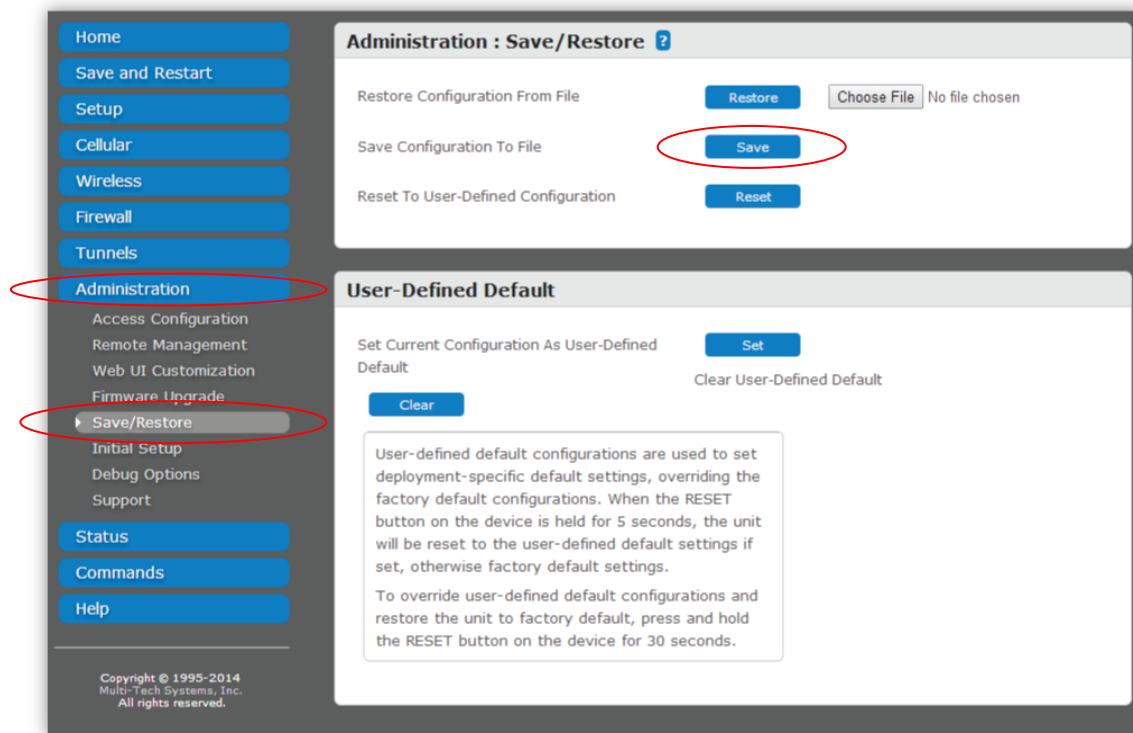 Home
Save and Restart
Setup
Cellular
Wireless
Firewall
Tunnels
Administration
Access Configuration
Remote Management
Web UI Customization
Firmware Upgrade
Save/Restore
Initial Setup
Debug Options
Support
Status
Commands
Help
Copyright © 1995-2014
Multi-Tech Systems, Inc.
All rights reserved.
Administration : Save/Restore ?
Restore Configuration From File Restore Choose File No file chosen
Save Configuration To File Save
Reset To User-Defined Configuration Reset
User-Defined Default
Set Current Configuration As User-Defined Set
Default
Clear User-Defined Default
Clear
User-defined default configurations are used to set
deployment-specific default settings, overriding the
factory default configurations. When the RESET
button on the device is held for 5 seconds, the unit
will be reset to the user-defined default settings if
set, otherwise factory default settings.
To override user-defined default configurations and
restore the unit to factory default, press and hold
the RESET button on the device for 30 seconds.